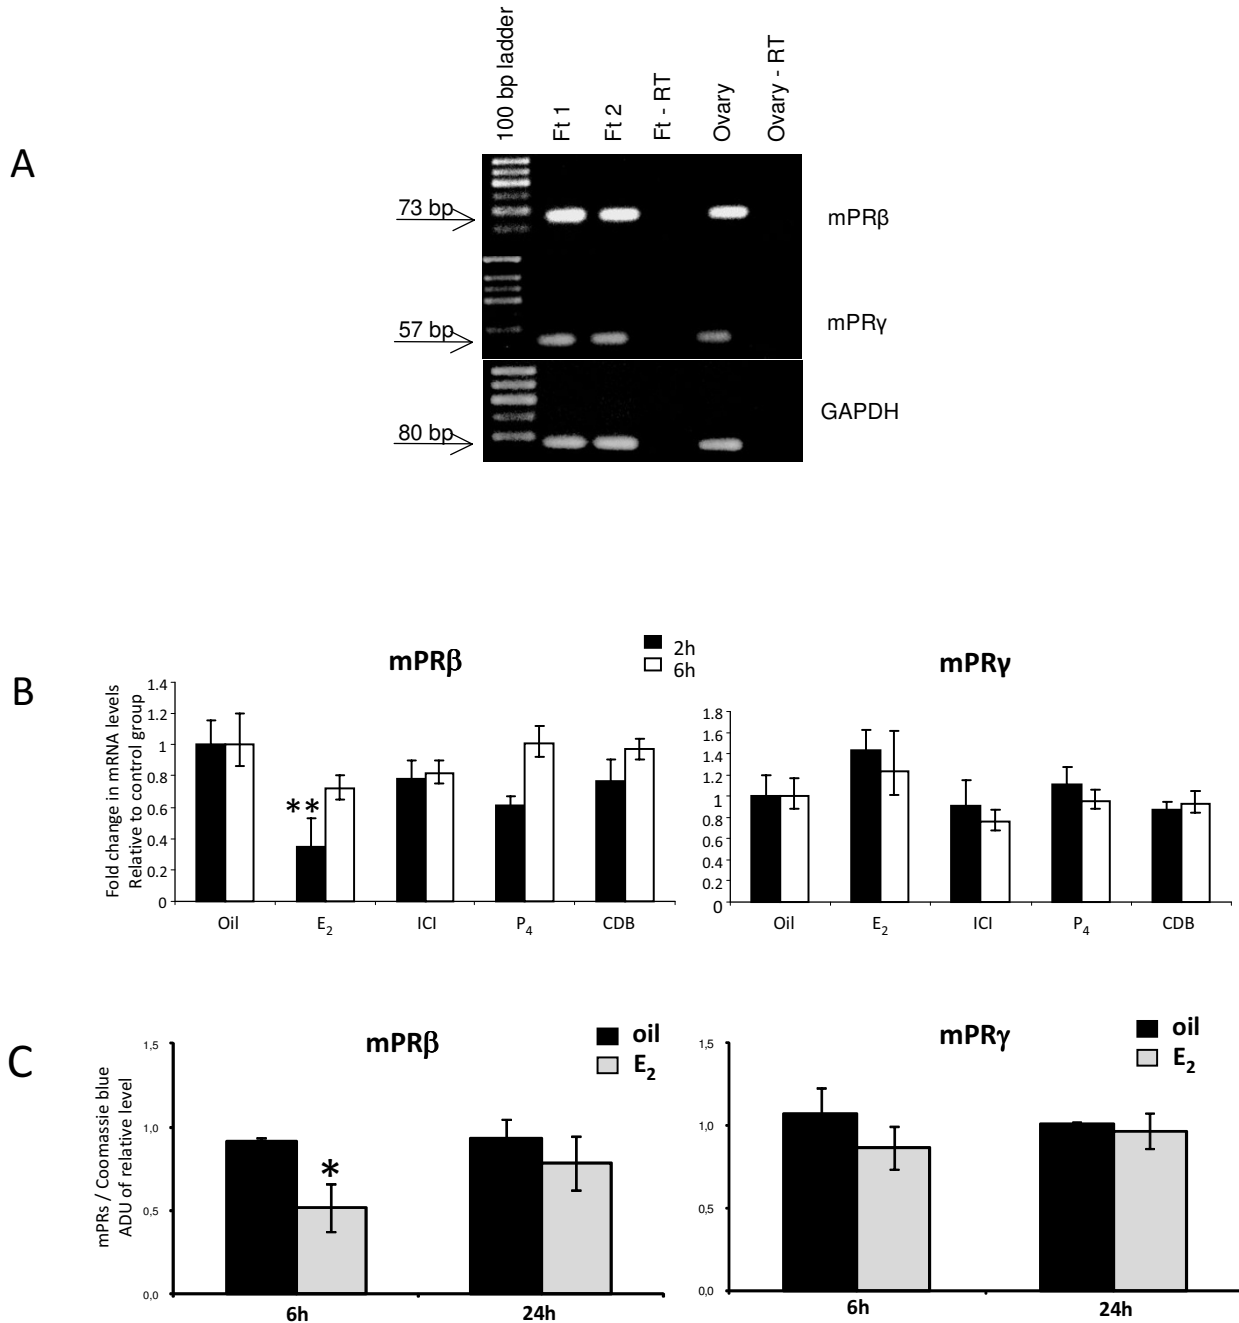 A
100 bp ladder
Ft 1
Ft 2
Ft - RT
Ovary
Ovary - RT
73 bp
mPRβ
57 bp
mPRγ
80 bp
GAPDH
B
mPRβ
2h
6h
mPRγ
Fold change in mRNA levels
Relative to control group
1.4
1.2
1
0.8
0.6
0.4
0.2
0
**
Oil
E2
ICI
P4
CDB
1.8
1.6
1.4
1.2
1
0.8
0.6
0.4
0.2
0
Oil
E2
ICI
P4
CDB
C
mPRβ
oil
E2
mPRs / Coomassie blue
ADU of relative level
1,5
1,0
0,5
0,0
*
6h
24h
mPRγ
oil
E2
1,5
1,0
0,5
0,0
6h
24h